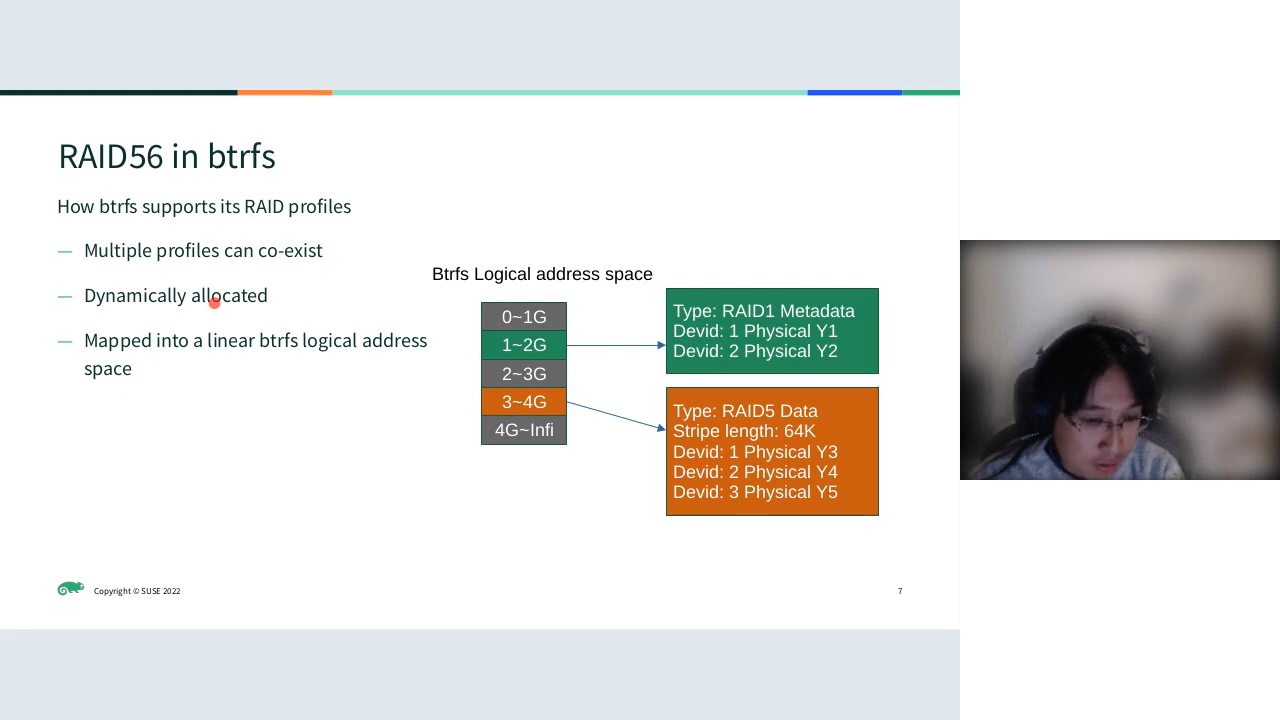 RAID56 in btrfs
How btrfs supports its RAID profiles
— Multiple profiles can co-exist
— Dynamically allocated
— Mapped into a linear btrfs logical address
space
Btrfs Logical address space
0~1G
1~2G
2~3G
3~4G
4G~Infi
Type: RAID1 Metadata
Devid: 1 Physical Y1
Devid: 2 Physical Y2
Type: RAID5 Data
Stripe length: 64K
Devid: 1 Physical Y3
Devid: 2 Physical Y4
Devid: 3 Physical Y5
Copyright © SUSE 2022
7